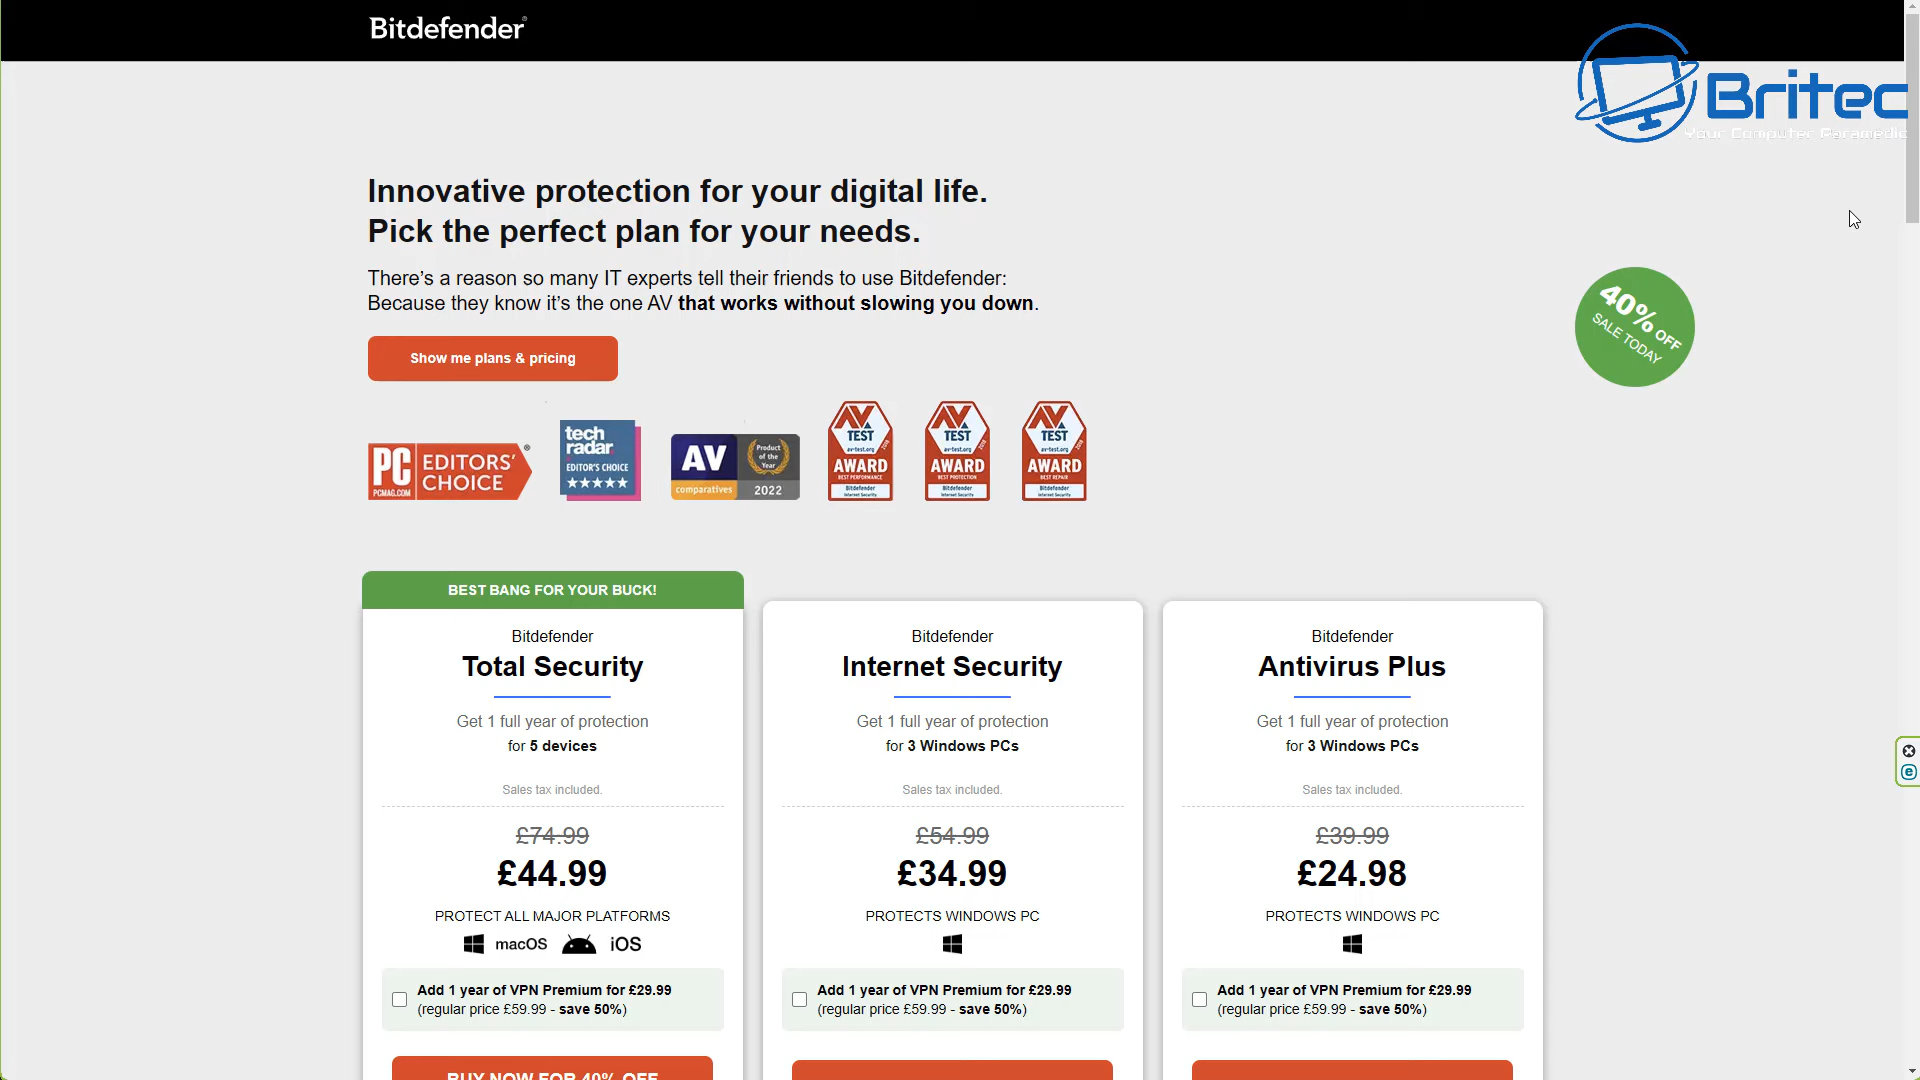 Bitdefender
Britec
Your Computer Paramedic
Innovative protection for your digital life.
Pick the perfect plan for your needs.
There's a reason so many IT experts tell their friends to use Bitdefender:
Because they know it's the one AV that works without slowing you down.
40% OFF
SALE TODAY
Show me plans & pricing
PC
PCMAG.COM
EDITORS'
CHOICE
tech
radar
EDITOR'S CHOICE
★★★★★
AV
comparatives
Product
of the
Year
2022
AV
TEST
av-test.org
AWARD
BEST PERFORMANCE
Bitdefender
Internet Security
AV
TEST
av-test.org
AWARD
BEST PROTECTION
Bitdefender
Internet Security
AV
TEST
av-test.org
AWARD
BEST REPAIR
Bitdefender
Internet Security
BEST BANG FOR YOUR BUCK!
Bitdefender
Total Security
Get 1 full year of protection
for 5 devices
Sales tax included.
£74.99
£44.99
PROTECT ALL MAJOR PLATFORMS
macOS iOS
Add 1 year of VPN Premium for £29.99
(regular price £59.99 - save 50%)
BUY NOW FOR 40% OFF
Bitdefender
Internet Security
Get 1 full year of protection
for 3 Windows PCs
Sales tax included.
£54.99
£34.99
PROTECTS WINDOWS PC
Add 1 year of VPN Premium for £29.99
(regular price £59.99 - save 50%)
Bitdefender
Antivirus Plus
Get 1 full year of protection
for 3 Windows PCs
Sales tax included.
£39.99
£24.98
PROTECTS WINDOWS PC
Add 1 year of VPN Premium for £29.99
(regular price £59.99 - save 50%)